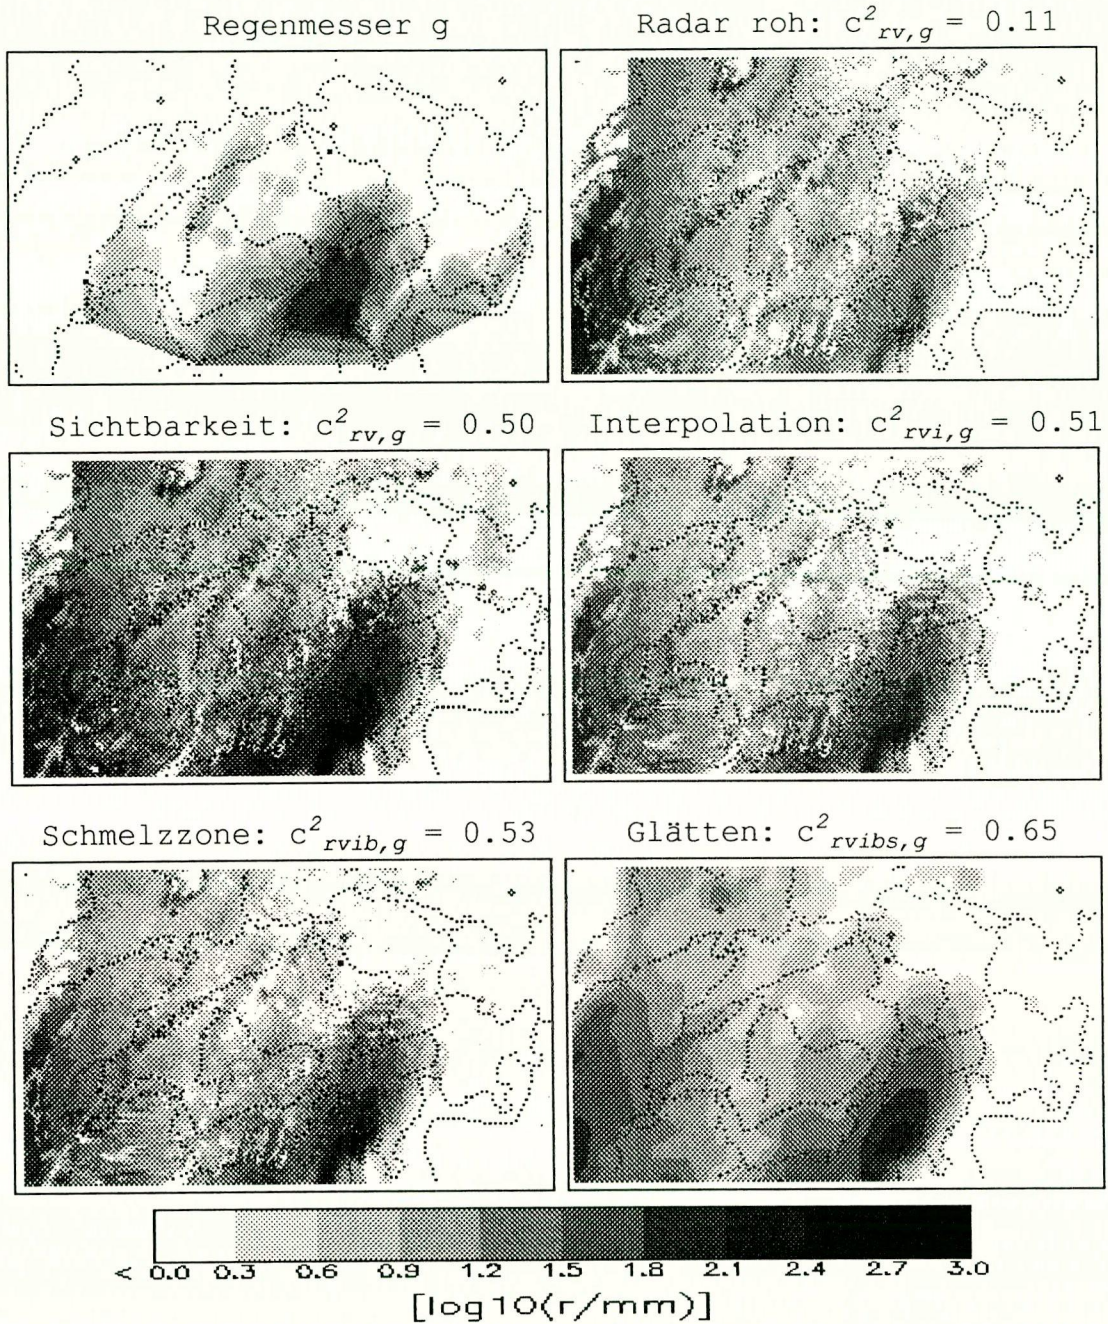 Regenmesser g
Radar roh: c²rv,g = 0.11
Sichtbarkeit: c²rv,g = 0.50
Interpolation: c²rvi,g = 0.51
Schmelzzone: c²rvib,g = 0.53
Glätten: c²rvibs,g = 0.65
< 0.0 0.3 0.6 0.9 1.2 1.5 1.8 2.1 2.4 2.7 3.0
[log10(r/mm)]